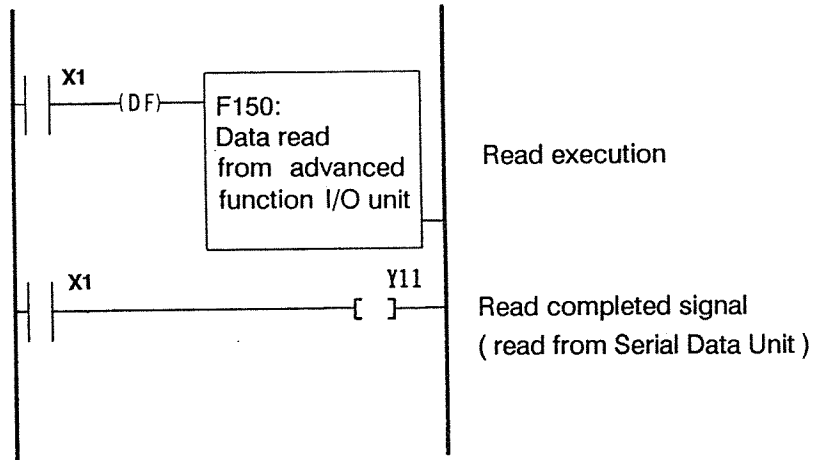 X1
(DF)
F150:
Data read
from advanced
function I/O unit
Read execution
X1
Y11
[ ]
Read completed signal
( read from Serial Data Unit )